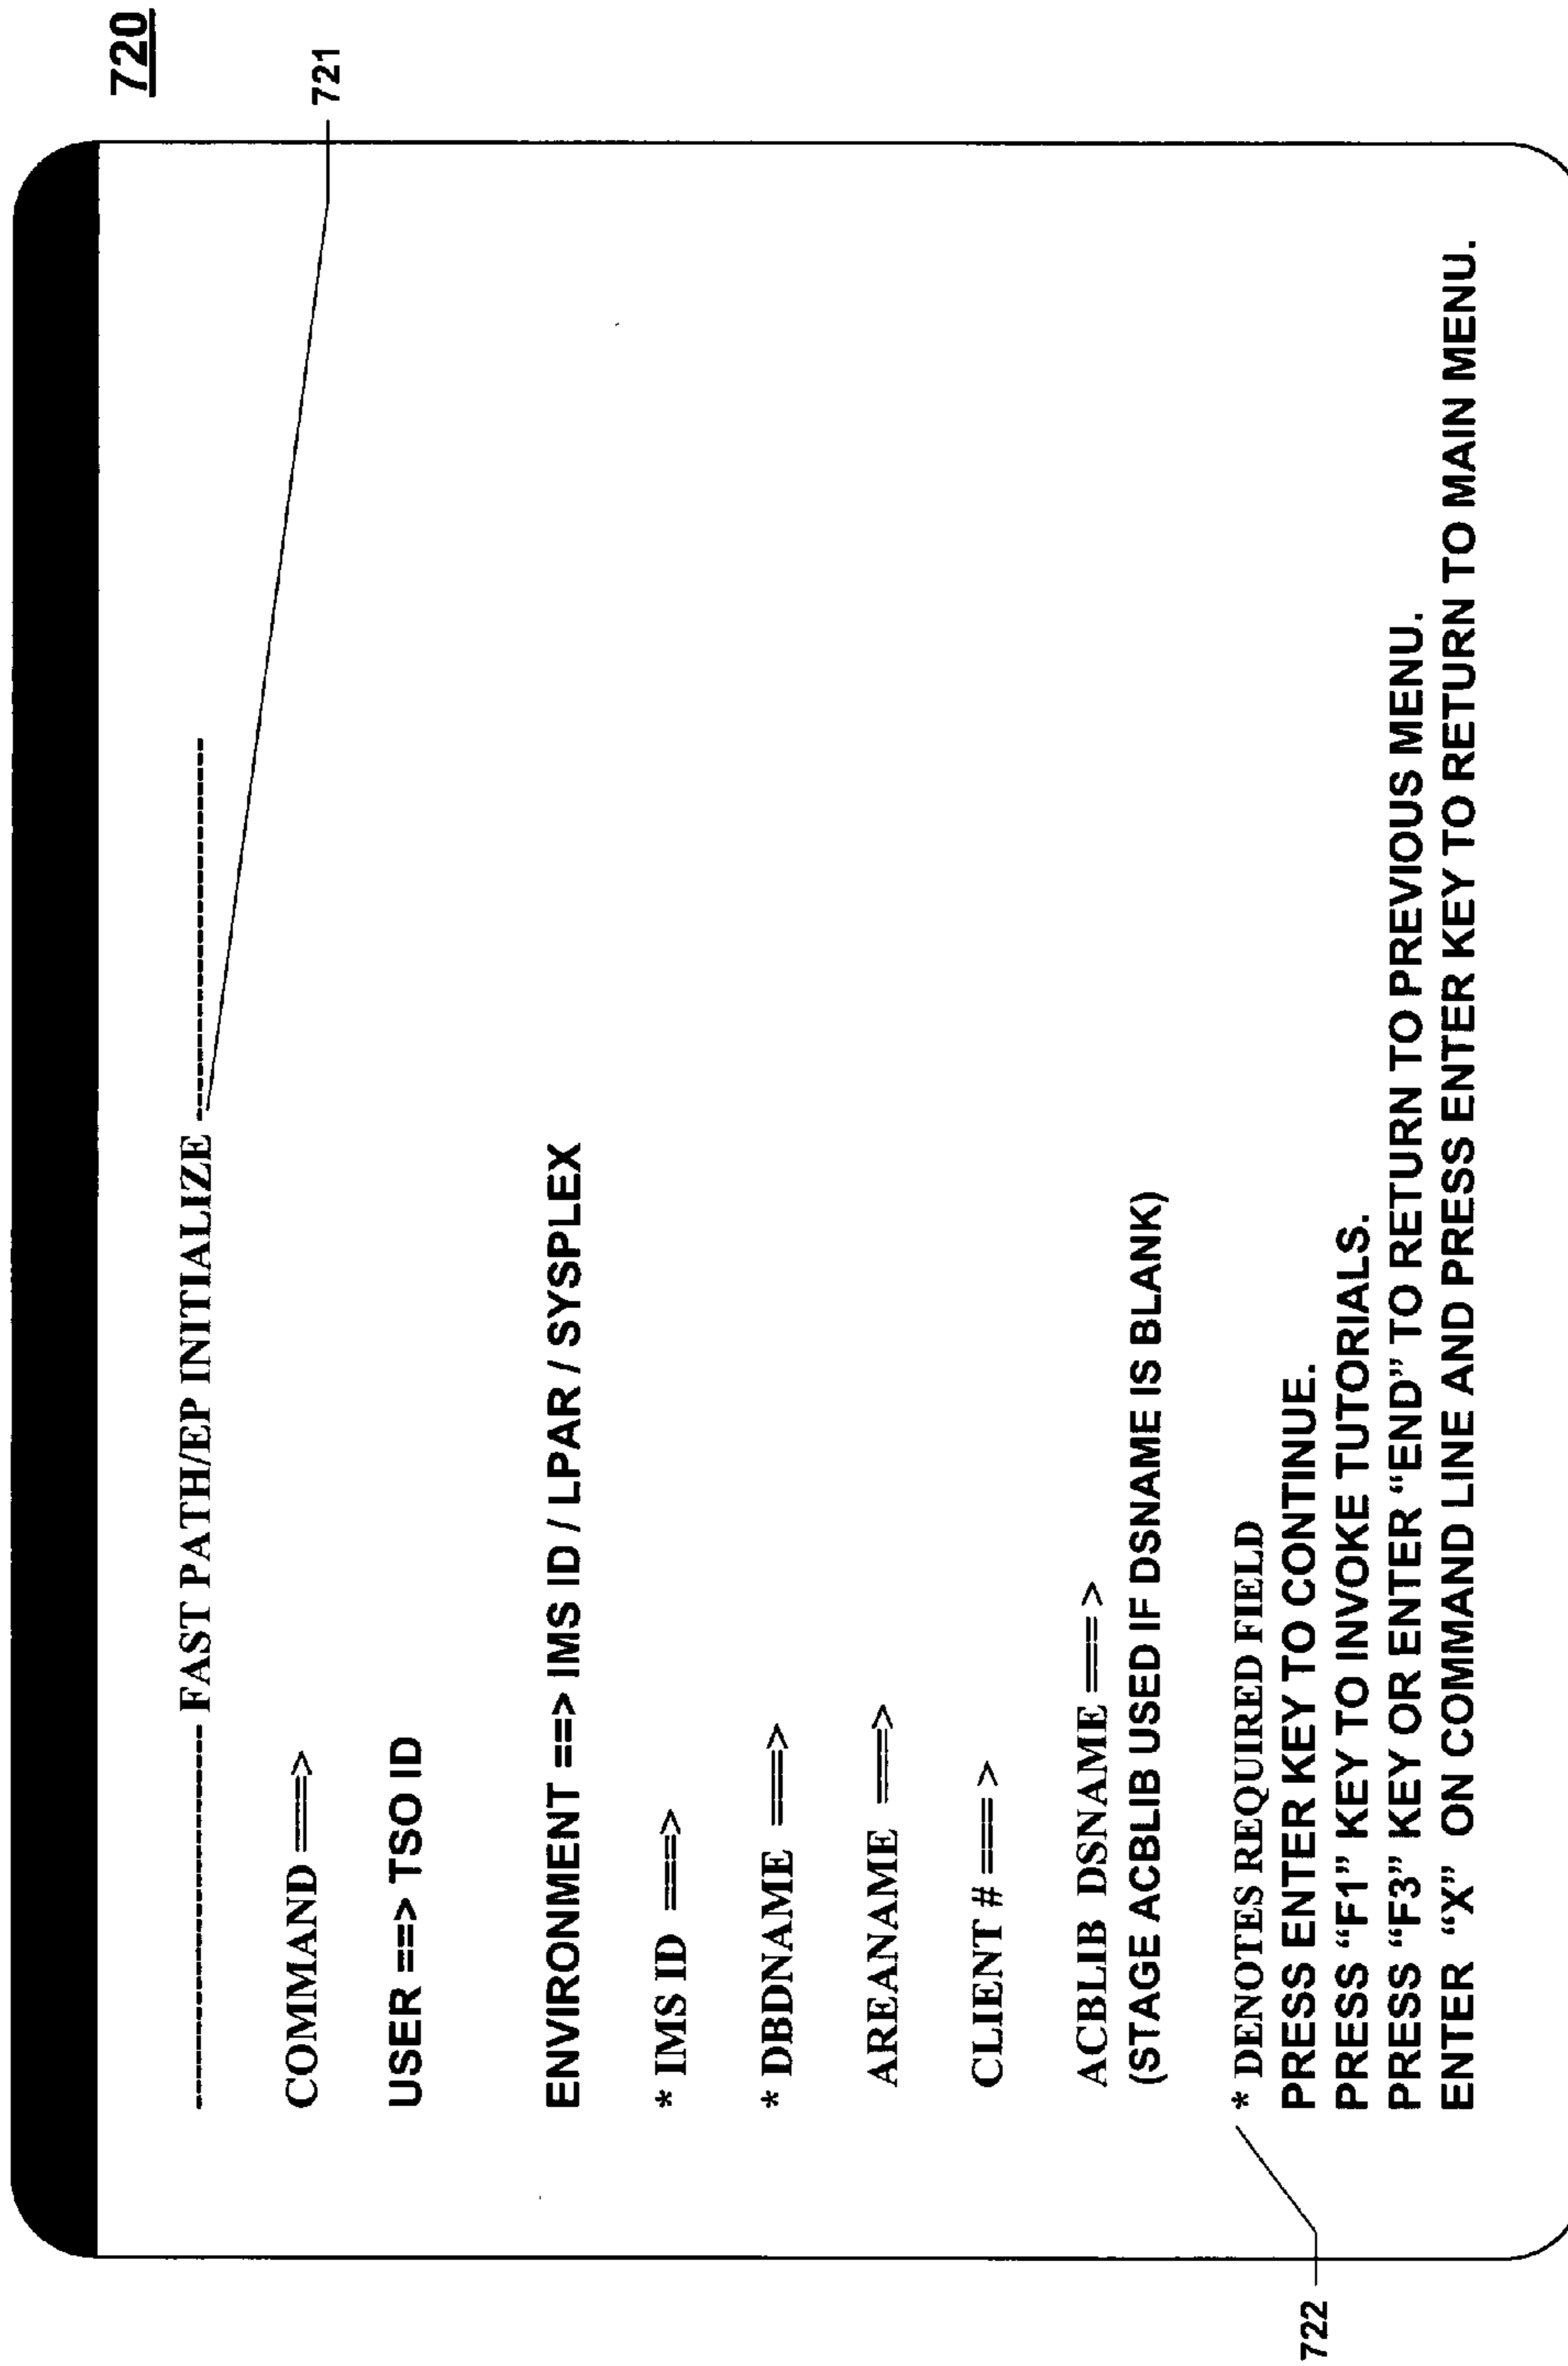 720
721
-------------------- FAST PATH/EP INITIALIZE --------------------
COMMAND ===>
USER ==> TSO ID
ENVIRONMENT ==> IMS ID / LPAR / SYSPLEX
* IMS ID ===>
* DBDNAME ===>
AREANAME ===>
CLIENT # ===>
ACBLIB DSNAME ===>
(STAGE ACBLIB USED IF DSNAME IS BLANK)
* DENOTES REQUIRED FIELD
PRESS ENTER KEY TO CONTINUE.
PRESS “F1” KEY TO INVOKE TUTORIALS.
PRESS “F3” KEY OR ENTER “END” TO RETURN TO PREVIOUS MENU.
ENTER “X” ON COMMAND LINE AND PRESS ENTER KEY TO RETURN TO MAIN MENU.
722